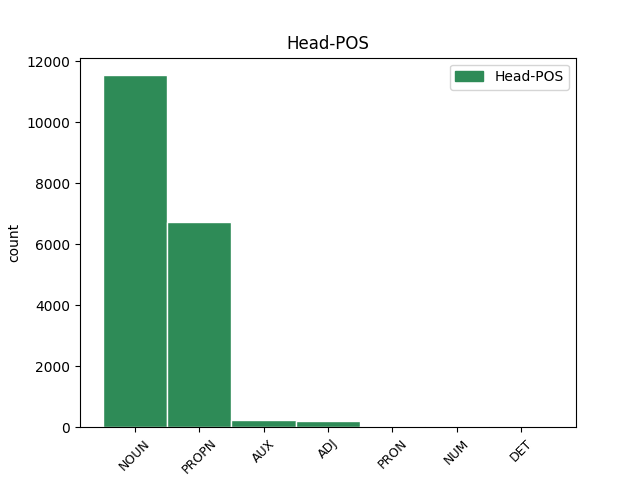 Head-POS
Head-POS
12000
10000
8000
6000
4000
2000
0
count
NOUN
PROPN
AUX
ADJ
PRON
NUM
DET